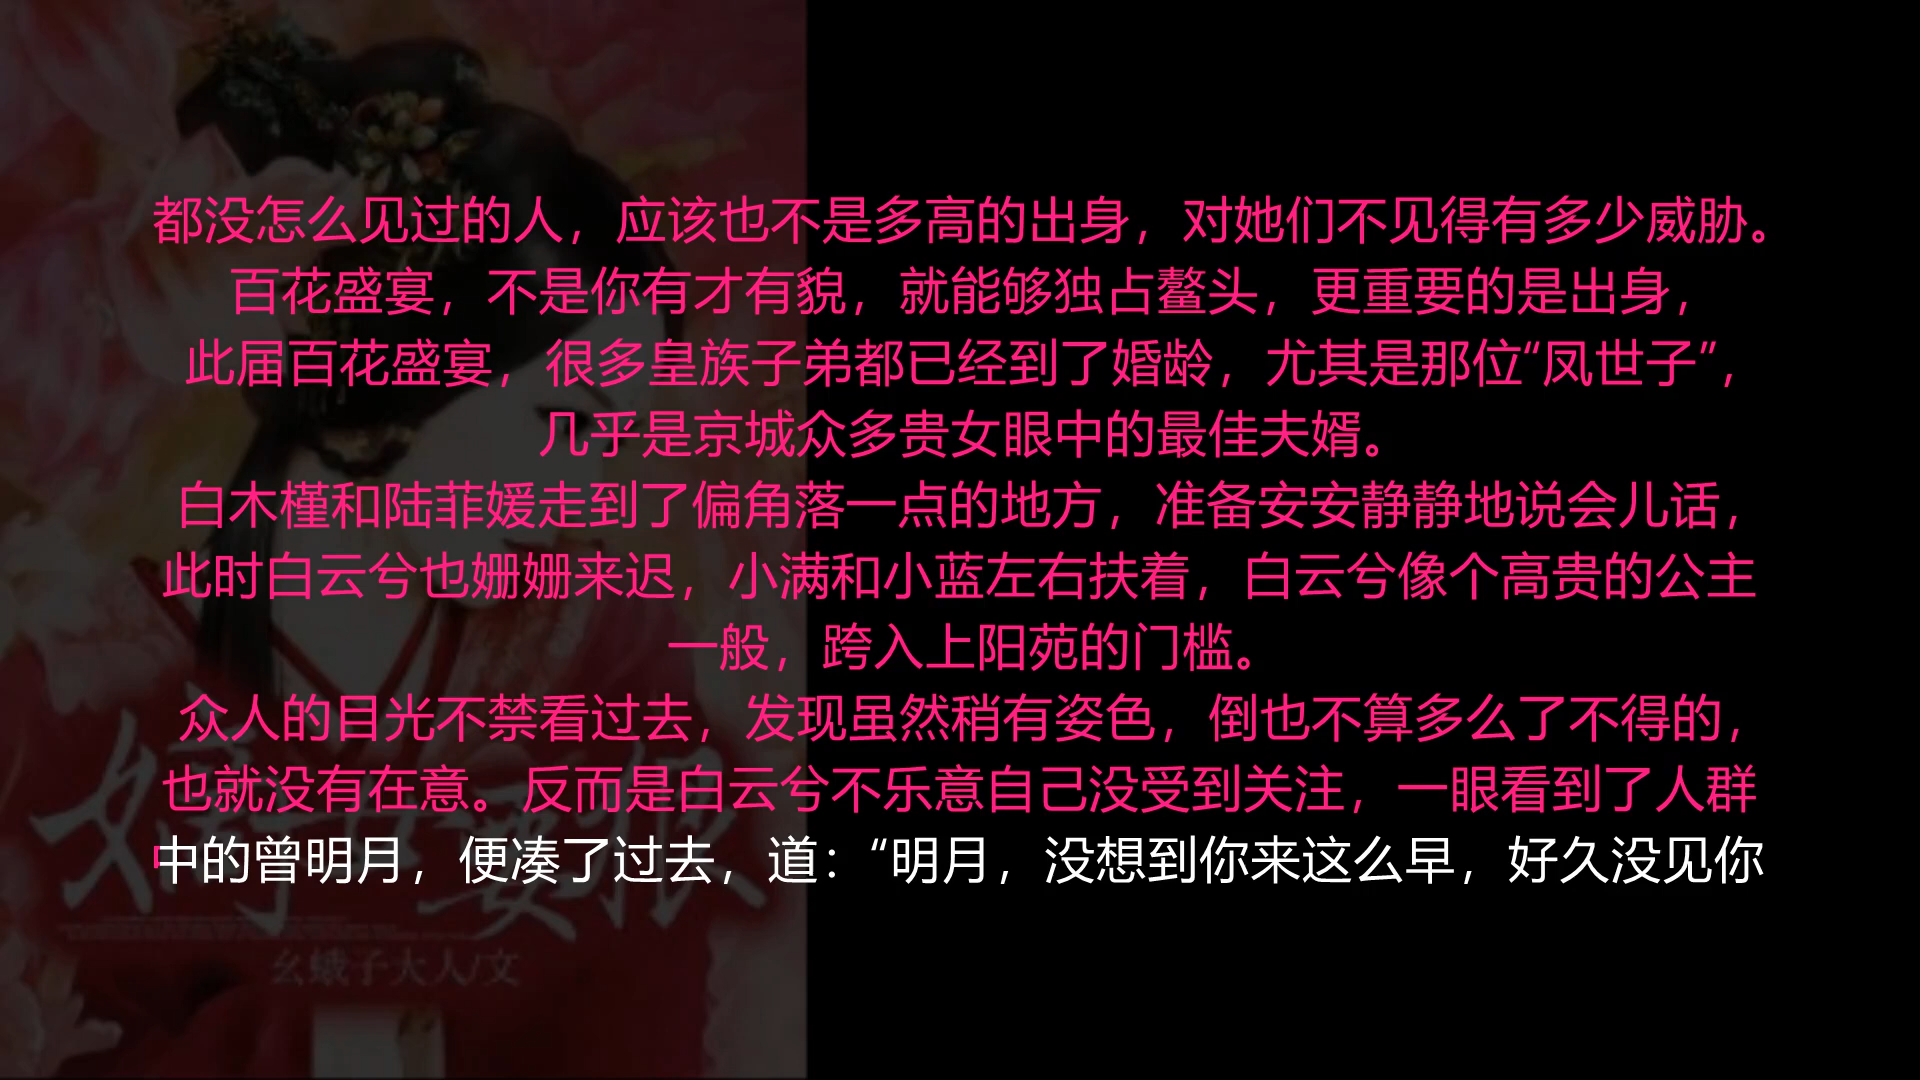 都没怎么见过的人，应该也不是多高的出身，对她们不见得有多少威胁。
百花盛宴，不是你有才有貌，就能够独占鳌头，更重要的是出身，
此届百花盛宴，很多皇族子弟都已经到了婚龄，尤其是那位“凤世子”，
几乎是京城众多贵女眼中的最佳夫婿。
白木槿和陆菲媛走到了偏角落一点的地方，准备安安静静地说会儿话，
此时白云兮也姗姗来迟，小满和小蓝左右扶着，白云兮像个高贵的公主
一般，跨入上阳苑的门槛。
众人的目光不禁看过去，发现虽然稍有姿色，倒也不算多么了不得的，
也就没有在意。反而是白云兮不乐意自己没受到关注，一眼看到了人群
中的曾明月，便凑了过去，道：“明月，没想到你来这么早，好久没见你
幺蛾子大人/文